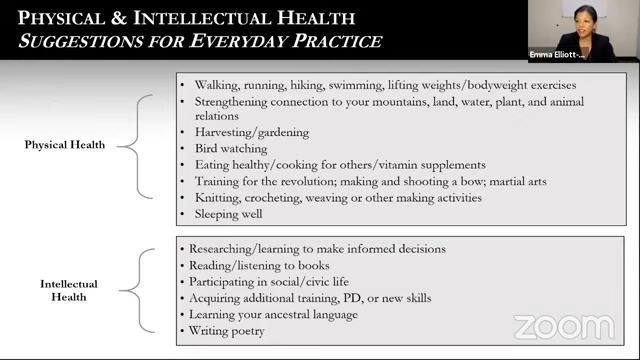 PHYSICAL & INTELLECTUAL HEALTH
SUGGESTIONS FOR EVERYDAY PRACTICE
Emma Elliott-...
Physical Health
• Walking, running, hiking, swimming, lifting weights/bodyweight exercises
• Strengthening connection to your mountains, land, water, plant, and animal
relations
• Harvesting/gardening
• Bird watching
• Eating healthy/cooking for others/vitamin supplements
• Training for the revolution; making and shooting a bow; martial arts
• Knitting, crocheting, weaving or other making activities
• Sleeping well
Intellectual
Health
• Researching/learning to make informed decisions
• Reading/listening to books
• Participating in social/civic life
• Acquiring additional training, PD, or new skills
• Learning your ancestral language
• Writing poetry
zoom